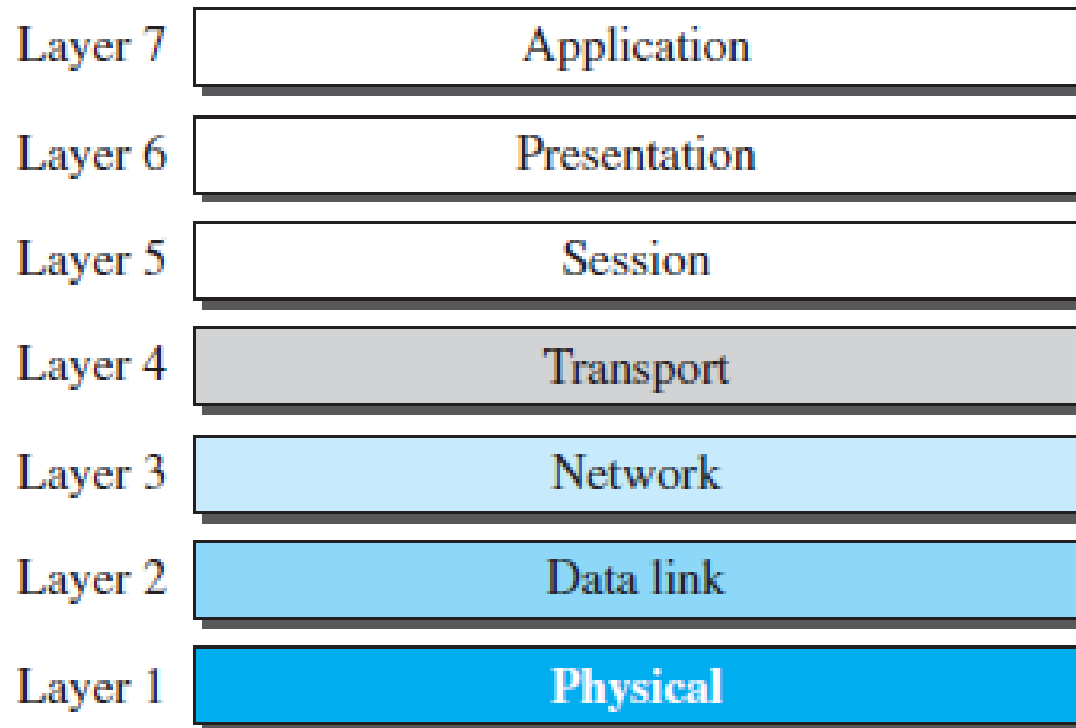 Layer 7 Application
Layer 6 Presentation
Layer 5 Session
Layer 4 Transport
Layer 3 Network
Layer 2 Data link
Layer 1 Physical